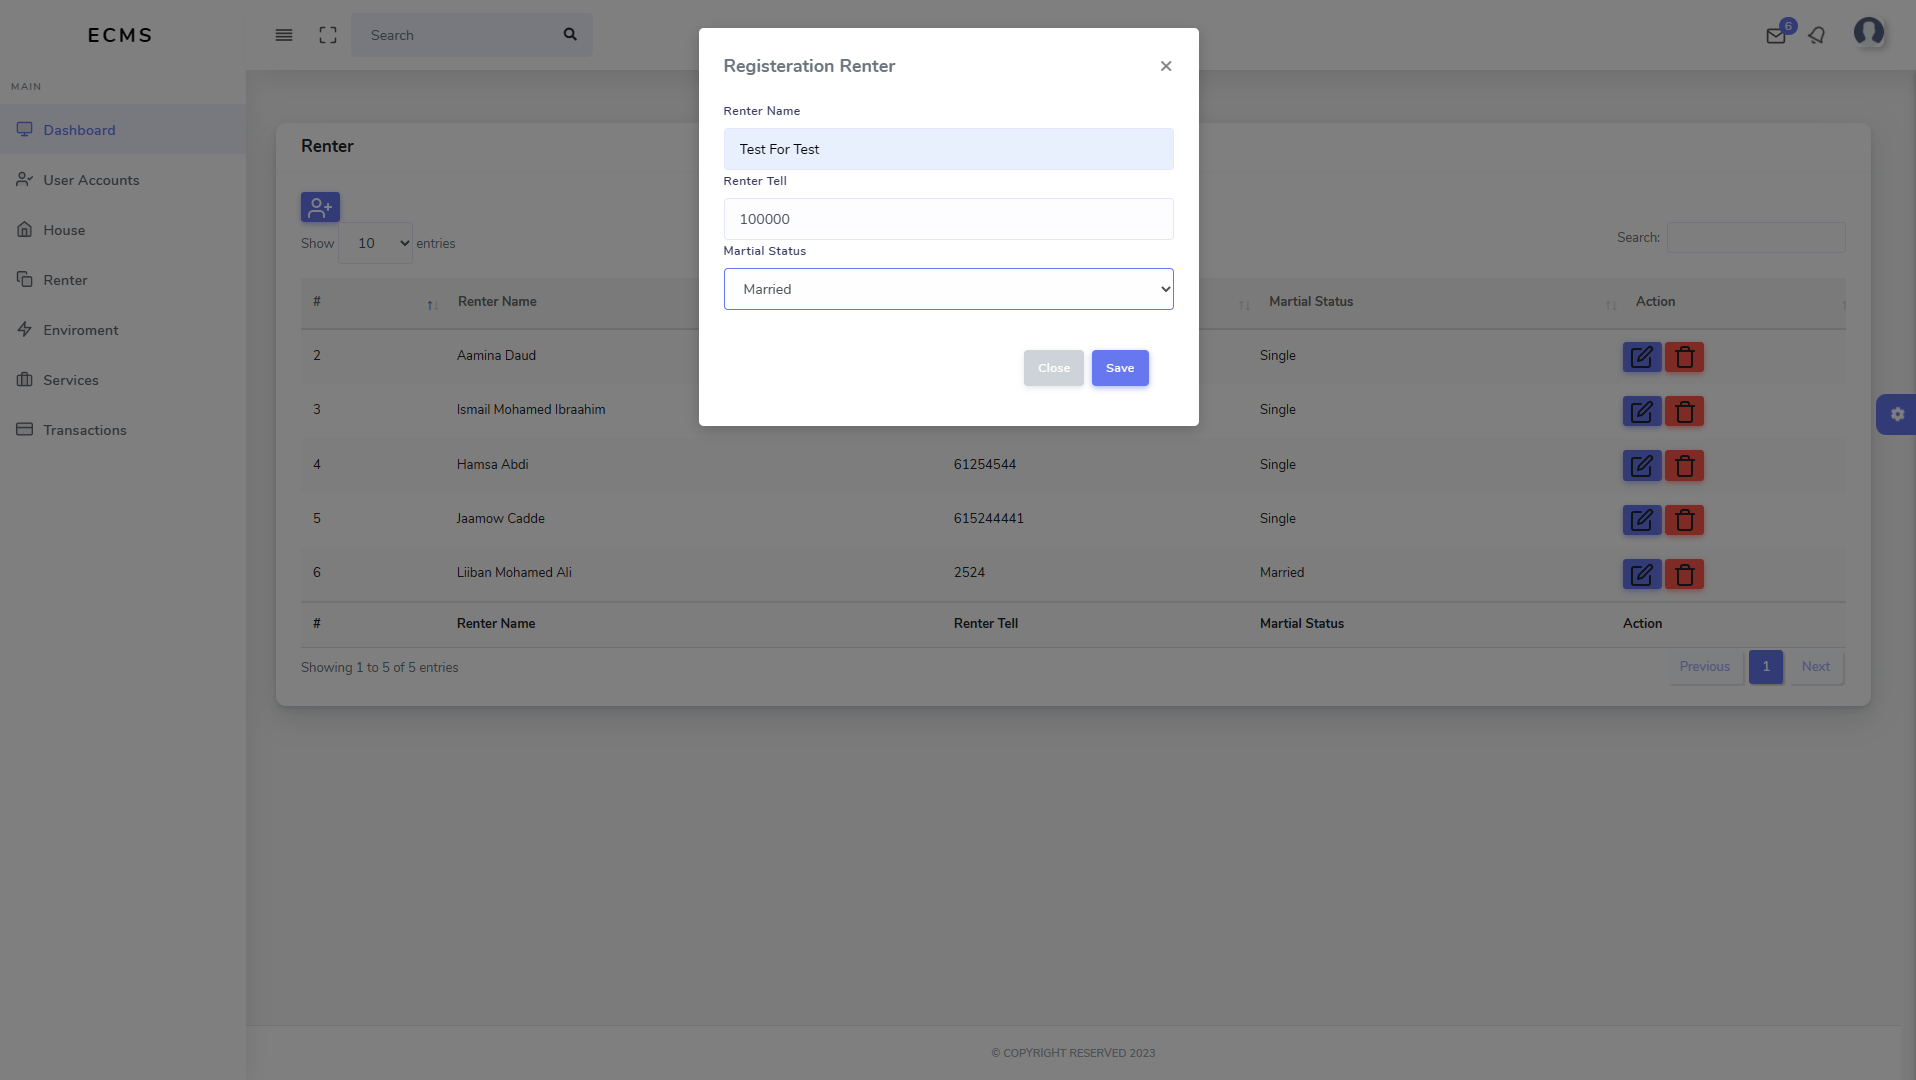 ECMS
Search
6
MAIN
Dashboard
User Accounts
House
Renter
Enviroment
Services
Transactions
Registeration Renter
Renter Name
Test For Test
Renter Tell
100000
Martial Status
Married
Close Save
Renter
Show 10 entries
Search:
# Renter Name Martial Status Action
2 Aamina Daud Single
3 Ismail Mohamed Ibraahim Single
4 Hamsa Abdi 61254544 Single
5 Jaamow Cadde 615244441 Single
6 Liiban Mohamed Ali 2524 Married
# Renter Name Renter Tell Martial Status Action
Showing 1 to 5 of 5 entries
Previous 1 Next
© COPYRIGHT RESERVED 2023